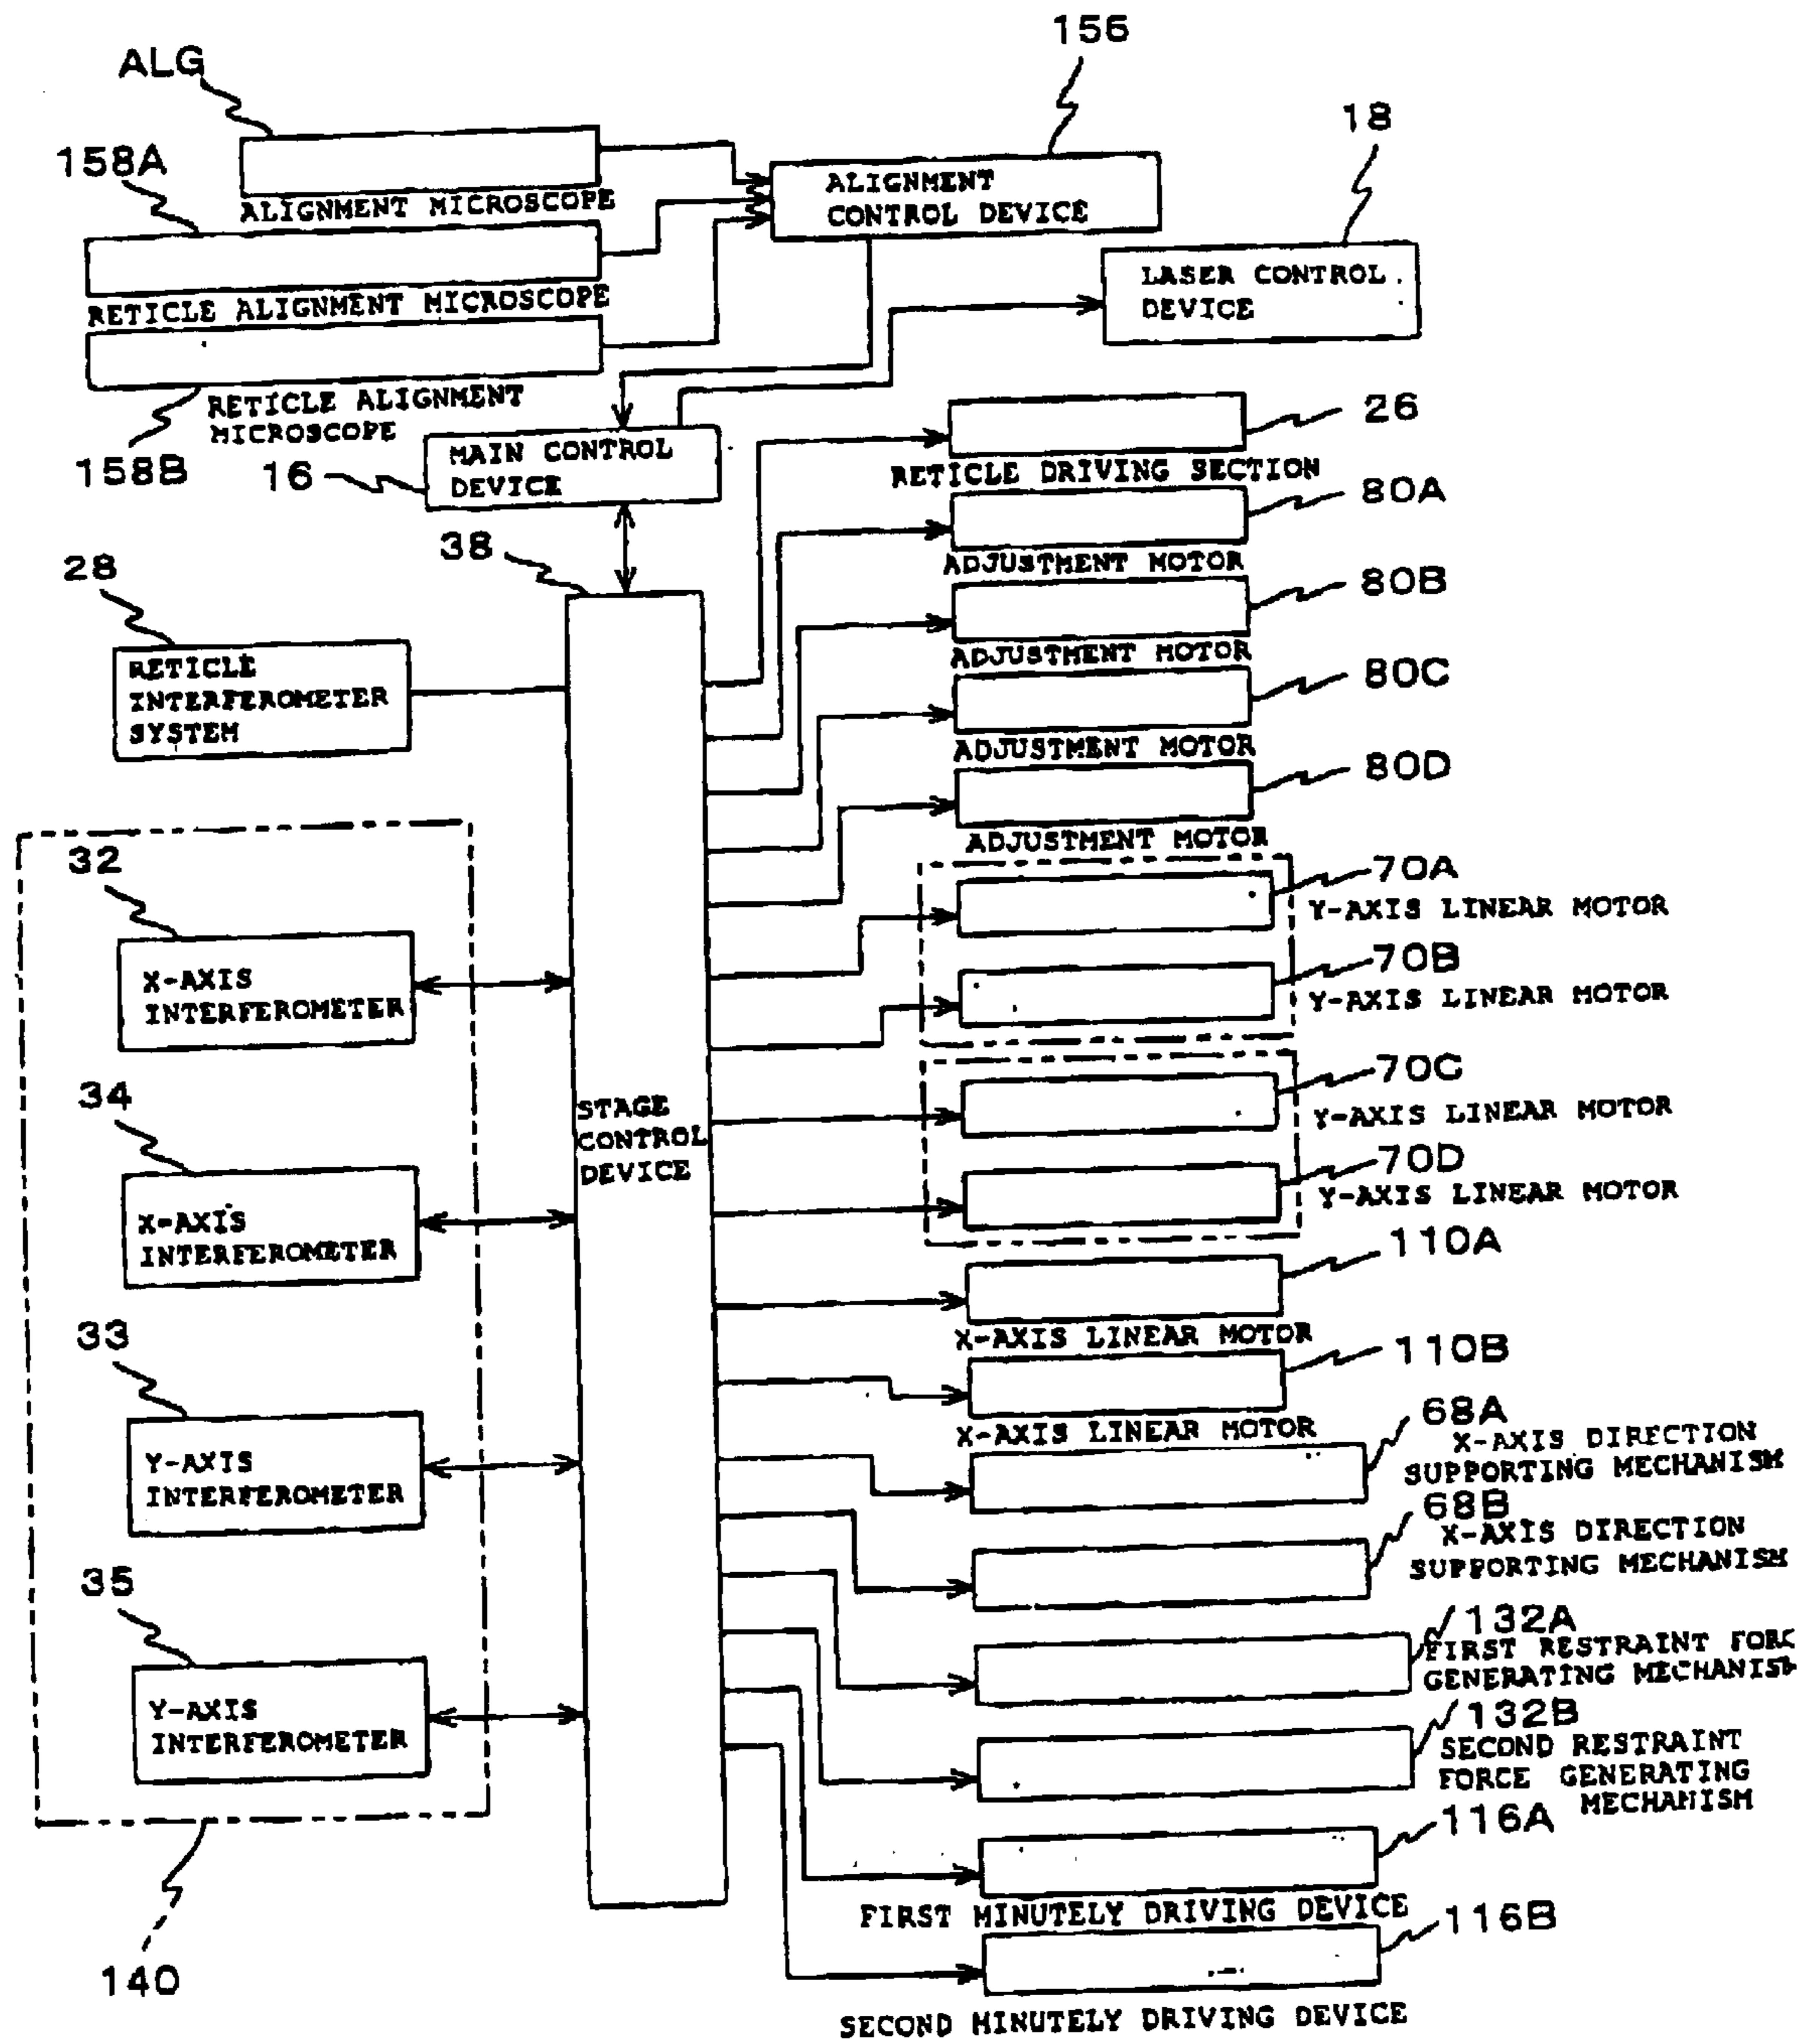 156
ALG
18
158A
ALIGNMENT
CONTROL DEVICE
ALIGNMENT MICROSCOPE
LASER CONTROL
DEVICE
RETICLE ALIGNMENT MICROSCOPE
RETICLE ALIGNMENT
MICROSCOPE
158B
16
MAIN CONTROL
DEVICE
26
RETICLE DRIVING SECTION
80A
ADJUSTMENT MOTOR
80B
ADJUSTMENT MOTOR
80C
ADJUSTMENT MOTOR
80D
ADJUSTMENT MOTOR
38
28
RETICLE
INTERFEROMETER
SYSTEM
32
X-AXIS
INTERFEROMETER
34
X-AXIS
INTERFEROMETER
33
Y-AXIS
INTERFEROMETER
35
Y-AXIS
INTERFEROMETER
140
STAGE
CONTROL
DEVICE
70A
Y-AXIS LINEAR MOTOR
70B
Y-AXIS LINEAR MOTOR
70C
Y-AXIS LINEAR MOTOR
70D
Y-AXIS LINEAR MOTOR
110A
X-AXIS LINEAR MOTOR
110B
X-AXIS LINEAR MOTOR
68A
X-AXIS DIRECTION
SUPPORTING MECHANISM
68B
X-AXIS DIRECTION
SUPPORTING MECHANISM
132A
FIRST RESTRAINT FORC
GENERATING MECHANISM
132B
SECOND RESTRAINT
FORCE GENERATING
MECHANISM
116A
FIRST MINUTELY DRIVING DEVICE
116B
SECOND MINUTELY DRIVING DEVICE